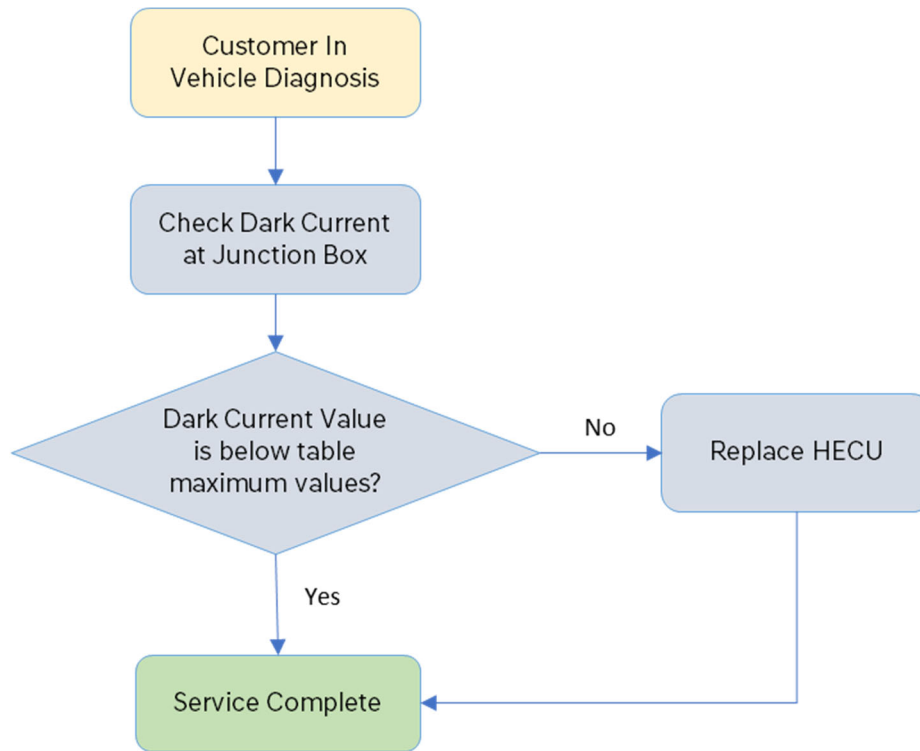 Customer In
Vehicle Diagnosis
Check Dark Current
at Junction Box
Dark Current Value
is below table
maximum values?
No
Replace HECU
Yes
Service Complete